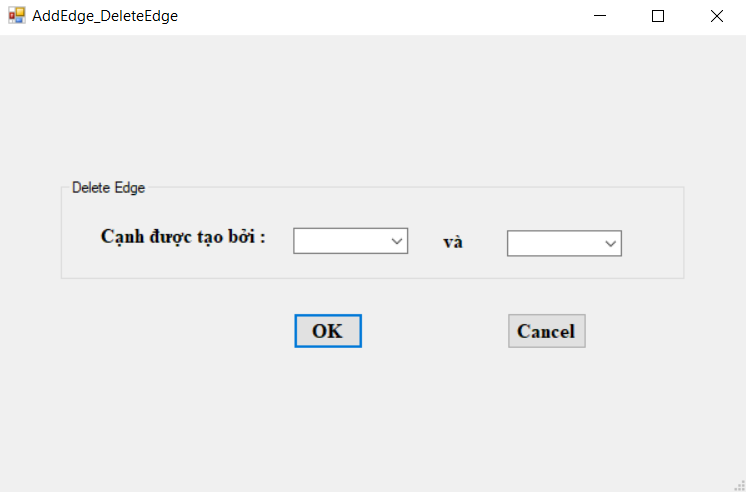 AddEdge_DeleteEdge
Delete Edge
Cạnh được tạo bởi : và
OK Cancel